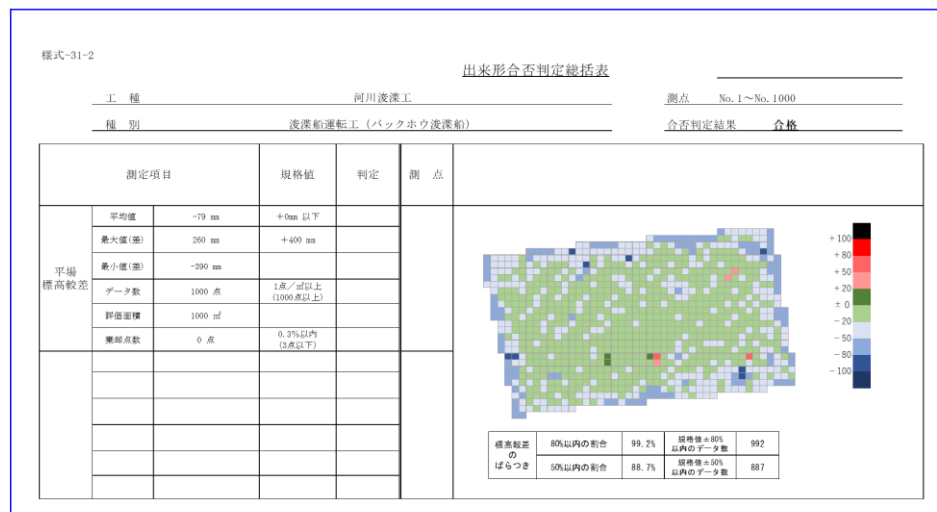 様式-31-2
出来形合否判定総括表
工 種 河川浚渫工 測点 No.1～No.1000
種 別 浚渫船運転工（バックホウ浚渫船） 合否判定結果 合格
測定項目 規格値 判定 測 点
平場
標高較差
平均値 -79 mm +0mm 以下
最大値(差) 260 mm +400 mm
最小値(差) -390 mm
データ数 1000 点 1点／㎡以上
(1000点以上)
評価面積 1000 ㎡
棄却点数 0 点 0.3%以内
(3点以下)
+100
+80
+50
+20
±0
-20
-50
-80
-100
標高較差
の
ばらつき
80%以内の割合 99.2% 規格値±80%
以内のデータ数 992
50%以内の割合 88.7% 規格値±50%
以内のデータ数 887